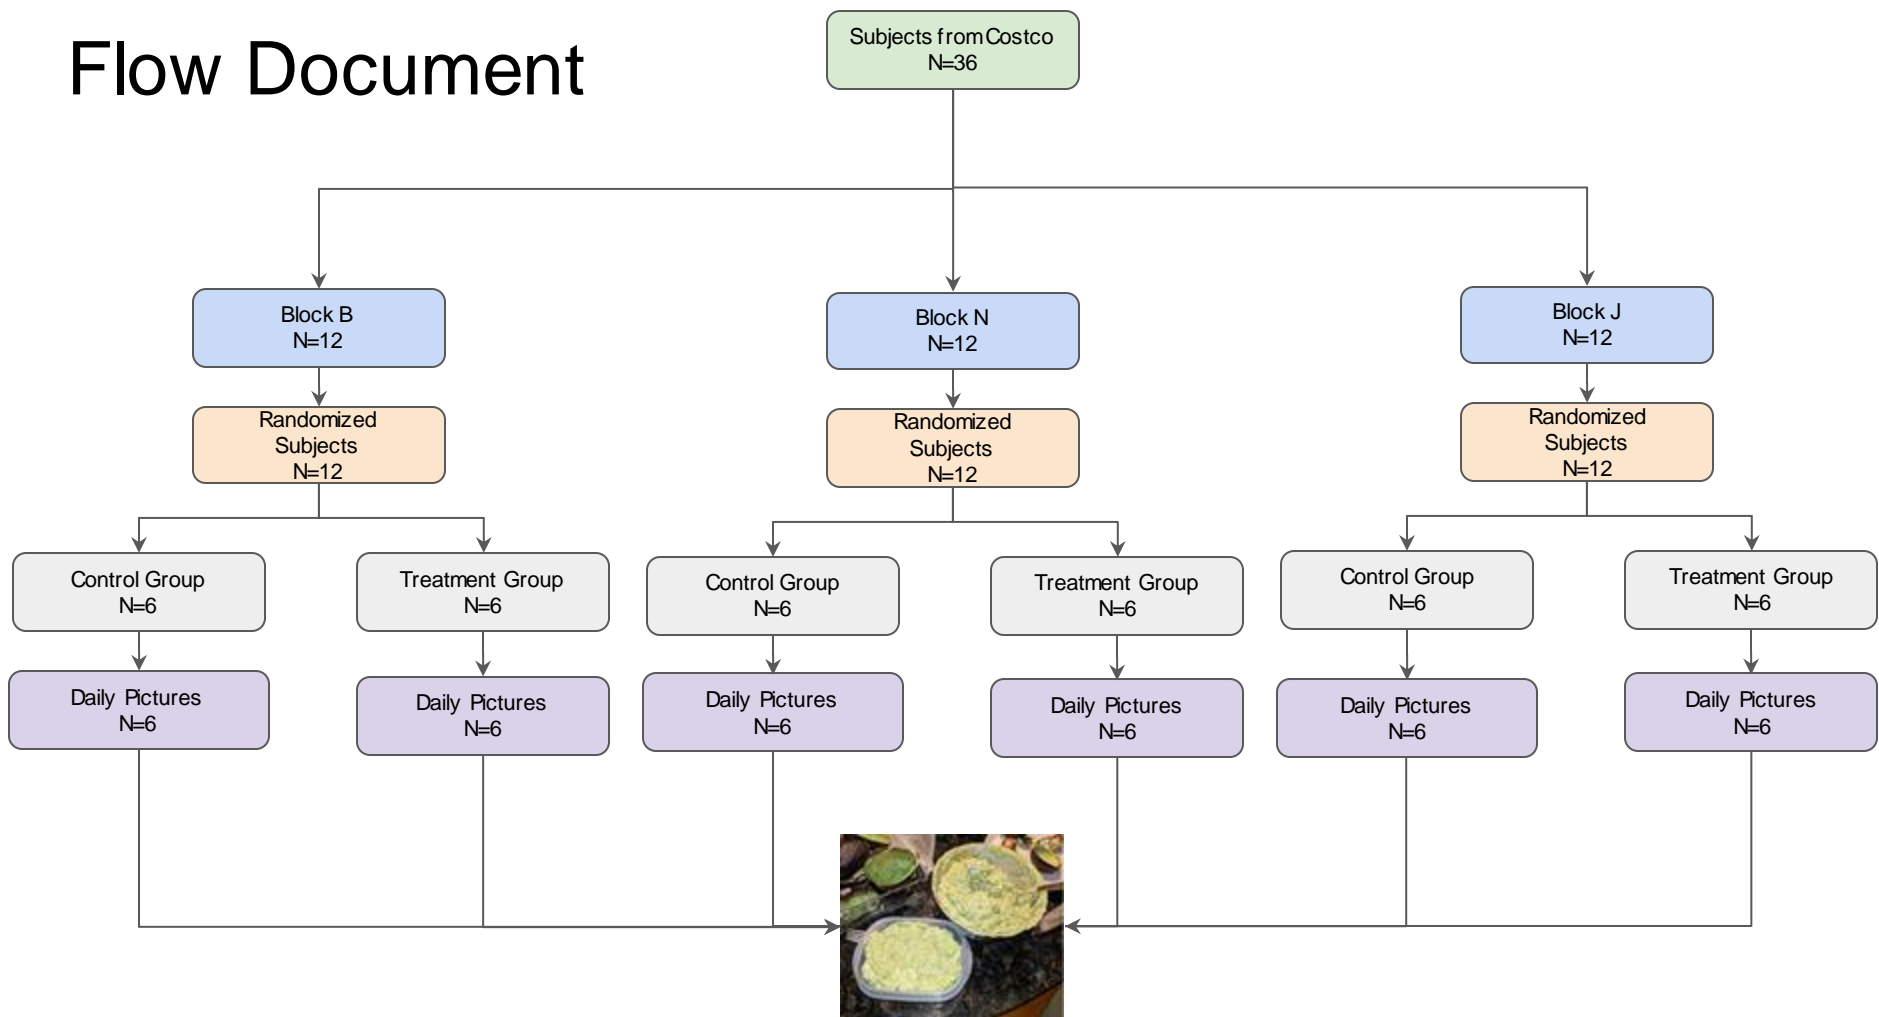 Flow Document
Subjects from Costco
N=36
Block B
N=12
Block N
N=12
Block J
N=12
Randomized
Subjects
N=12
Randomized
Subjects
N=12
Randomized
Subjects
N=12
Control Group
N=6
Treatment Group
N=6
Control Group
N=6
Treatment Group
N=6
Control Group
N=6
Treatment Group
N=6
Daily Pictures
N=6
Daily Pictures
N=6
Daily Pictures
N=6
Daily Pictures
N=6
Daily Pictures
N=6
Daily Pictures
N=6